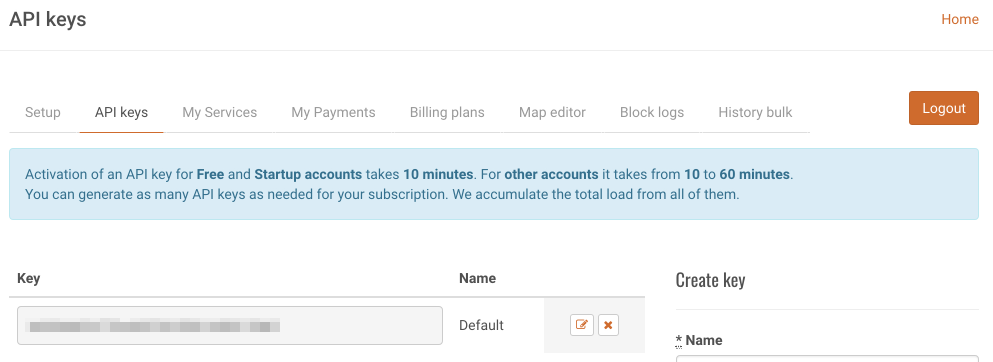 API keys
Home
Setup API keys My Services My Payments Billing plans Map editor Block logs History bulk
Logout
Activation of an API key for Free and Startup accounts takes 10 minutes. For other accounts it takes from 10 to 60 minutes.
You can generate as many API keys as needed for your subscription. We accumulate the total load from all of them.
Key Name
Default
Create key
* Name